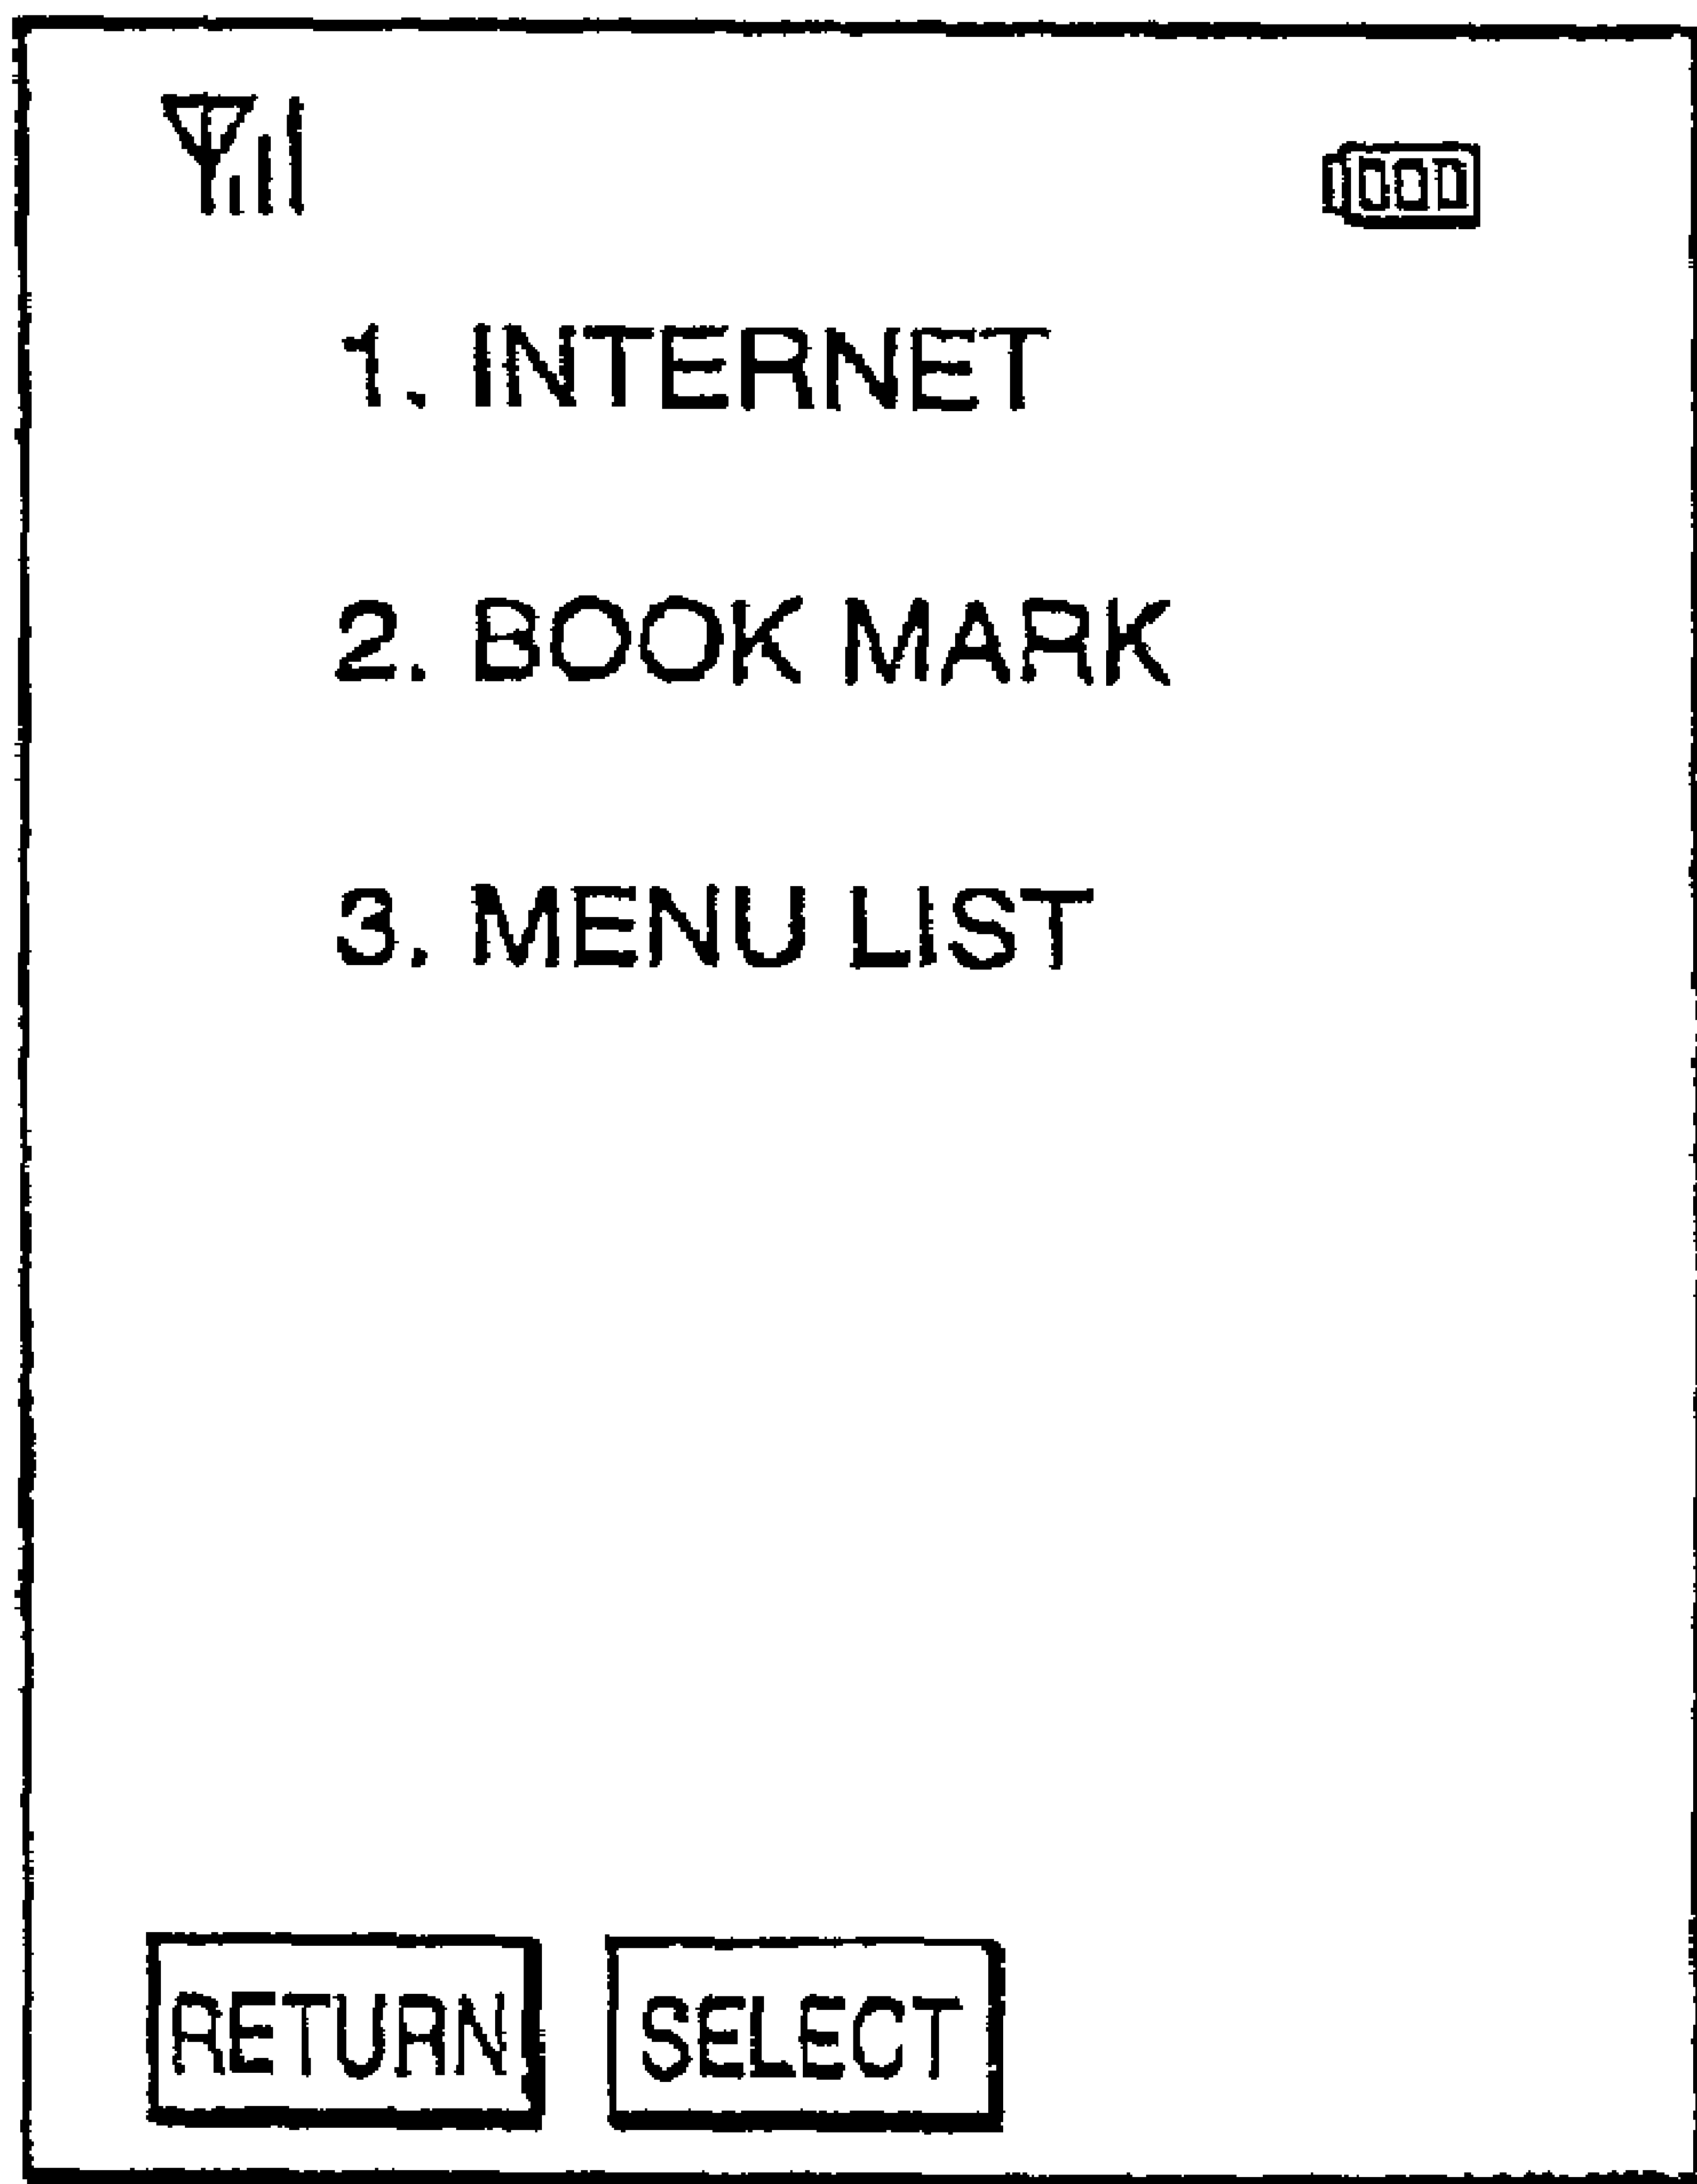 1. INTERNET
2. BOOK MARK
3. MENU LIST
RETURN SELECT